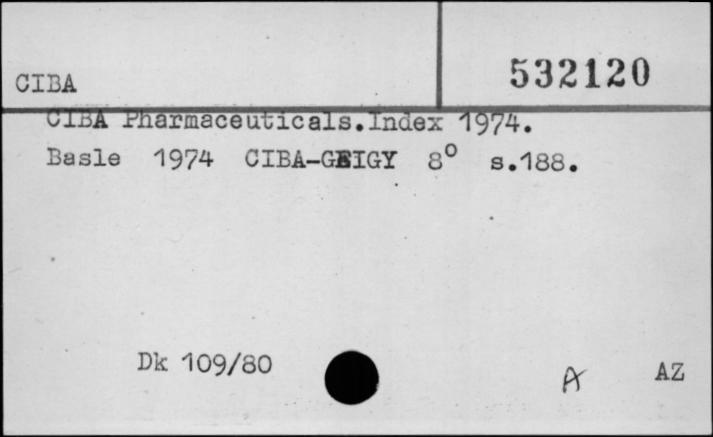 CIBA
532120
CIBA Pharmaceuticals.Index 1974.
Basle 1974 CIBA-GEIGY 8° s.188.
Dk 109/80
A
AZ